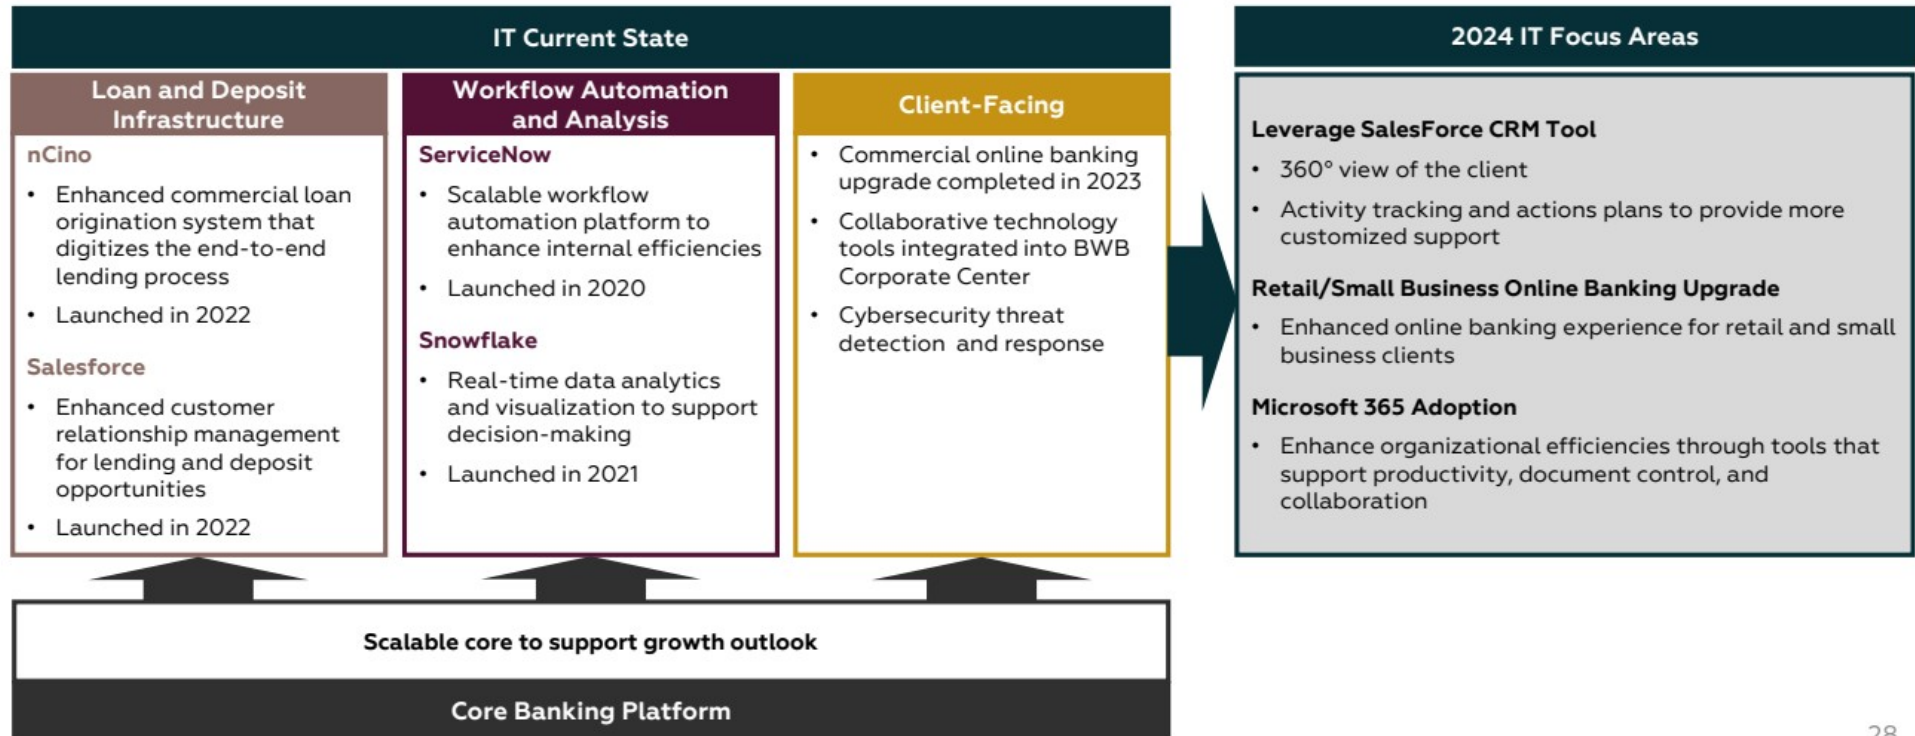 IT Current State
Loan and Deposit
Infrastructure
nCino
• Enhanced commercial loan
origination system that
digitizes the end-to-end
lending process
• Launched in 2022
Salesforce
• Enhanced customer
relationship management
for lending and deposit
opportunities
• Launched in 2022
Workflow Automation
and Analysis
ServiceNow
• Scalable workflow
automation platform to
enhance internal efficiencies
• Launched in 2020
Snowflake
• Real-time data analytics
and visualization to support
decision-making
• Launched in 2021
Client-Facing
• Commercial online banking
upgrade completed in 2023
• Collaborative technology
tools integrated into BWB
Corporate Center
• Cybersecurity threat
detection and response
Scalable core to support growth outlook
Core Banking Platform
2024 IT Focus Areas
Leverage SalesForce CRM Tool
• 360° view of the client
• Activity tracking and actions plans to provide more
customized support
Retail/Small Business Online Banking Upgrade
• Enhanced online banking experience for retail and small
business clients
Microsoft 365 Adoption
• Enhance organizational efficiencies through tools that
support productivity, document control, and
collaboration
28